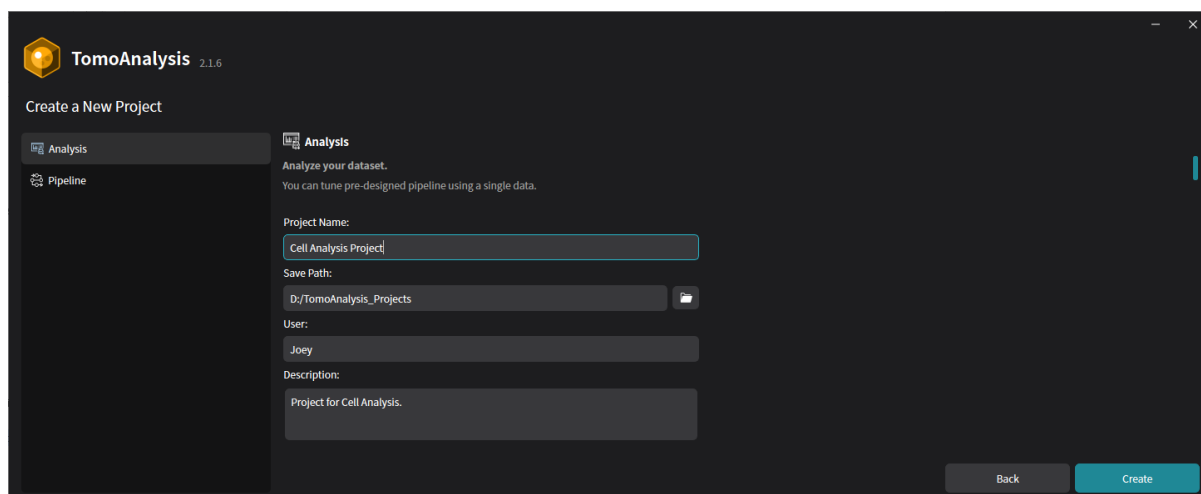 TomoAnalysis 2.1.6
Create a New Project
Analysis
Pipeline
Analysis
Analyze your dataset.
You can tune pre-designed pipeline using a single data.
Project Name:
Cell Analysis Project
Save Path:
D:/TomoAnalysis_Projects
User:
Joey
Description:
Project for Cell Analysis.
Back
Create